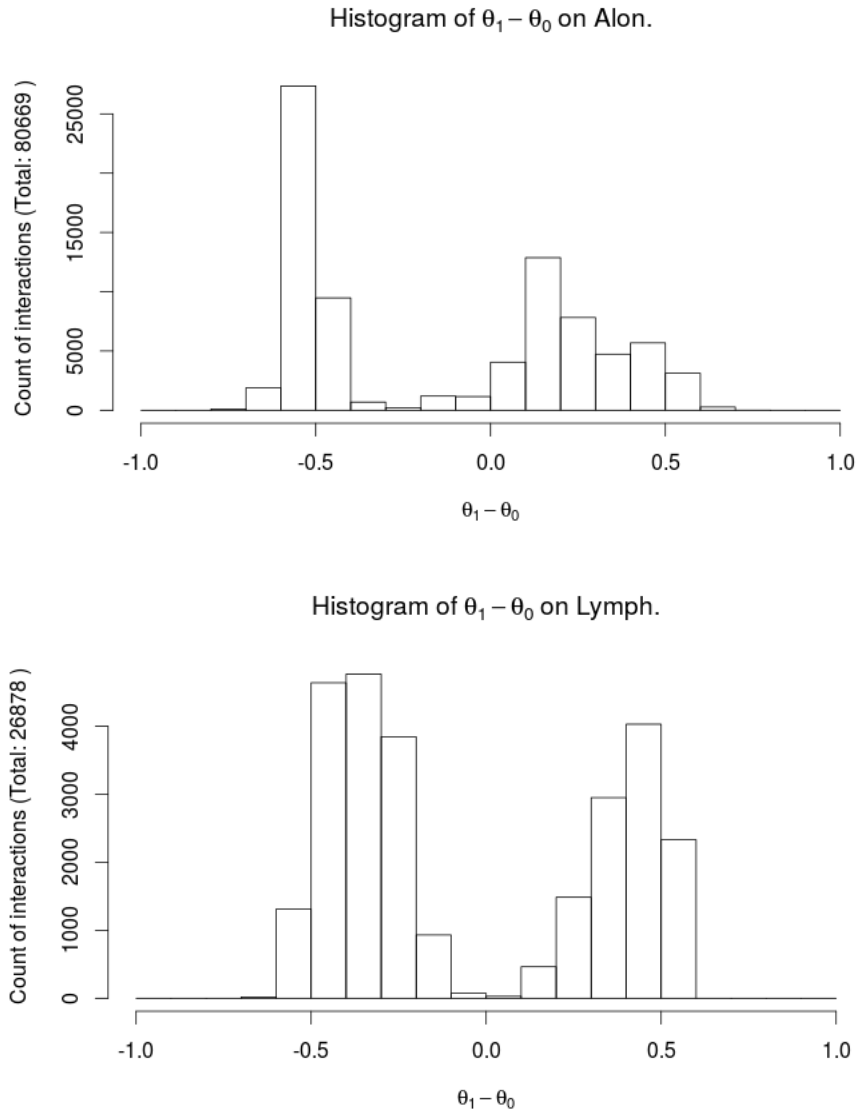 Histogram of θ1 − θ0 on Alon.
Count of interactions (Total: 80669 )
25000
15000
5000
0
-1.0 -0.5 0.0 0.5 1.0
θ1 − θ0
Histogram of θ1 − θ0 on Lymph.
Count of interactions (Total: 26878 )
4000
3000
2000
1000
0
-1.0 -0.5 0.0 0.5 1.0
θ1 − θ0